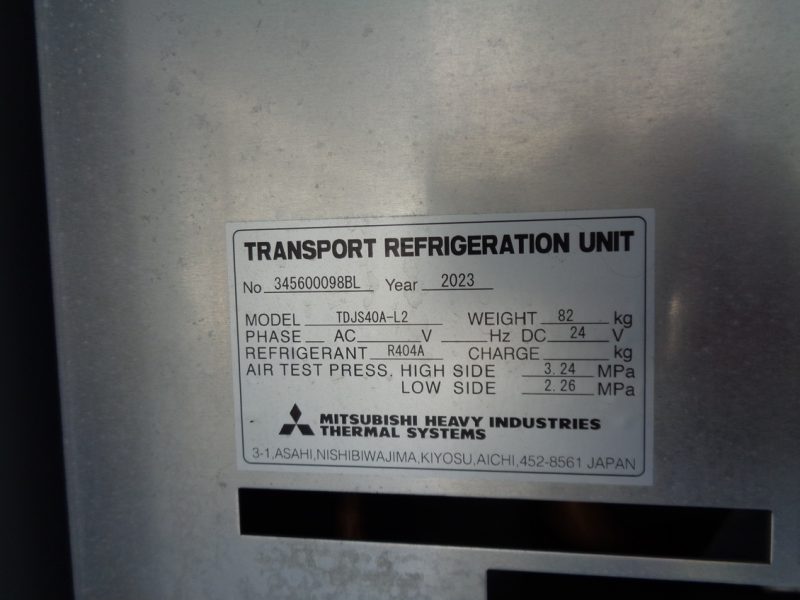 TRANSPORT REFRIGERATION UNIT
No 345600098BL Year 2023
MODEL TDJS40A-L2 WEIGHT 82 kg
PHASE AC V Hz DC 24 V
REFRIGERANT R404A CHARGE kg
AIR TEST PRESS, HIGH SIDE 3.24 MPa
LOW SIDE 2.26 MPa
MITSUBISHI HEAVY INDUSTRIES
THERMAL SYSTEMS
3-1,ASAHI,NISHIBIWAJIMA,KIYOSU,AICHI,452-8561 JAPAN